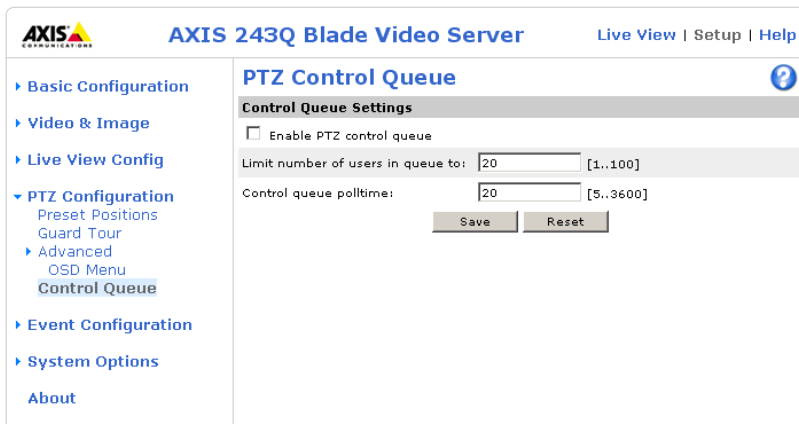 AXIS
COMMUNICATIONS
AXIS 243Q Blade Video Server
Live View | Setup | Help
Basic Configuration
Video & Image
Live View Config
PTZ Configuration
Preset Positions
Guard Tour
Advanced
OSD Menu
Control Queue
Event Configuration
System Options
About
PTZ Control Queue
?
Control Queue Settings
Enable PTZ control queue
Limit number of users in queue to: 20 [1..100]
Control queue polltime: 20 [5..3600]
Save Reset